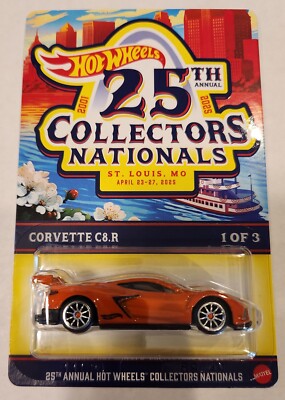 HOT WHEELS
2001
25TH
ANNUAL
2025
COLLECTORS
NATIONALS
ST. LOUIS, MO
APRIL 23-27, 2025
CORVETTE C8.R
1 OF 3
25TH ANNUAL HOT WHEELS COLLECTORS NATIONALS
MATTEL